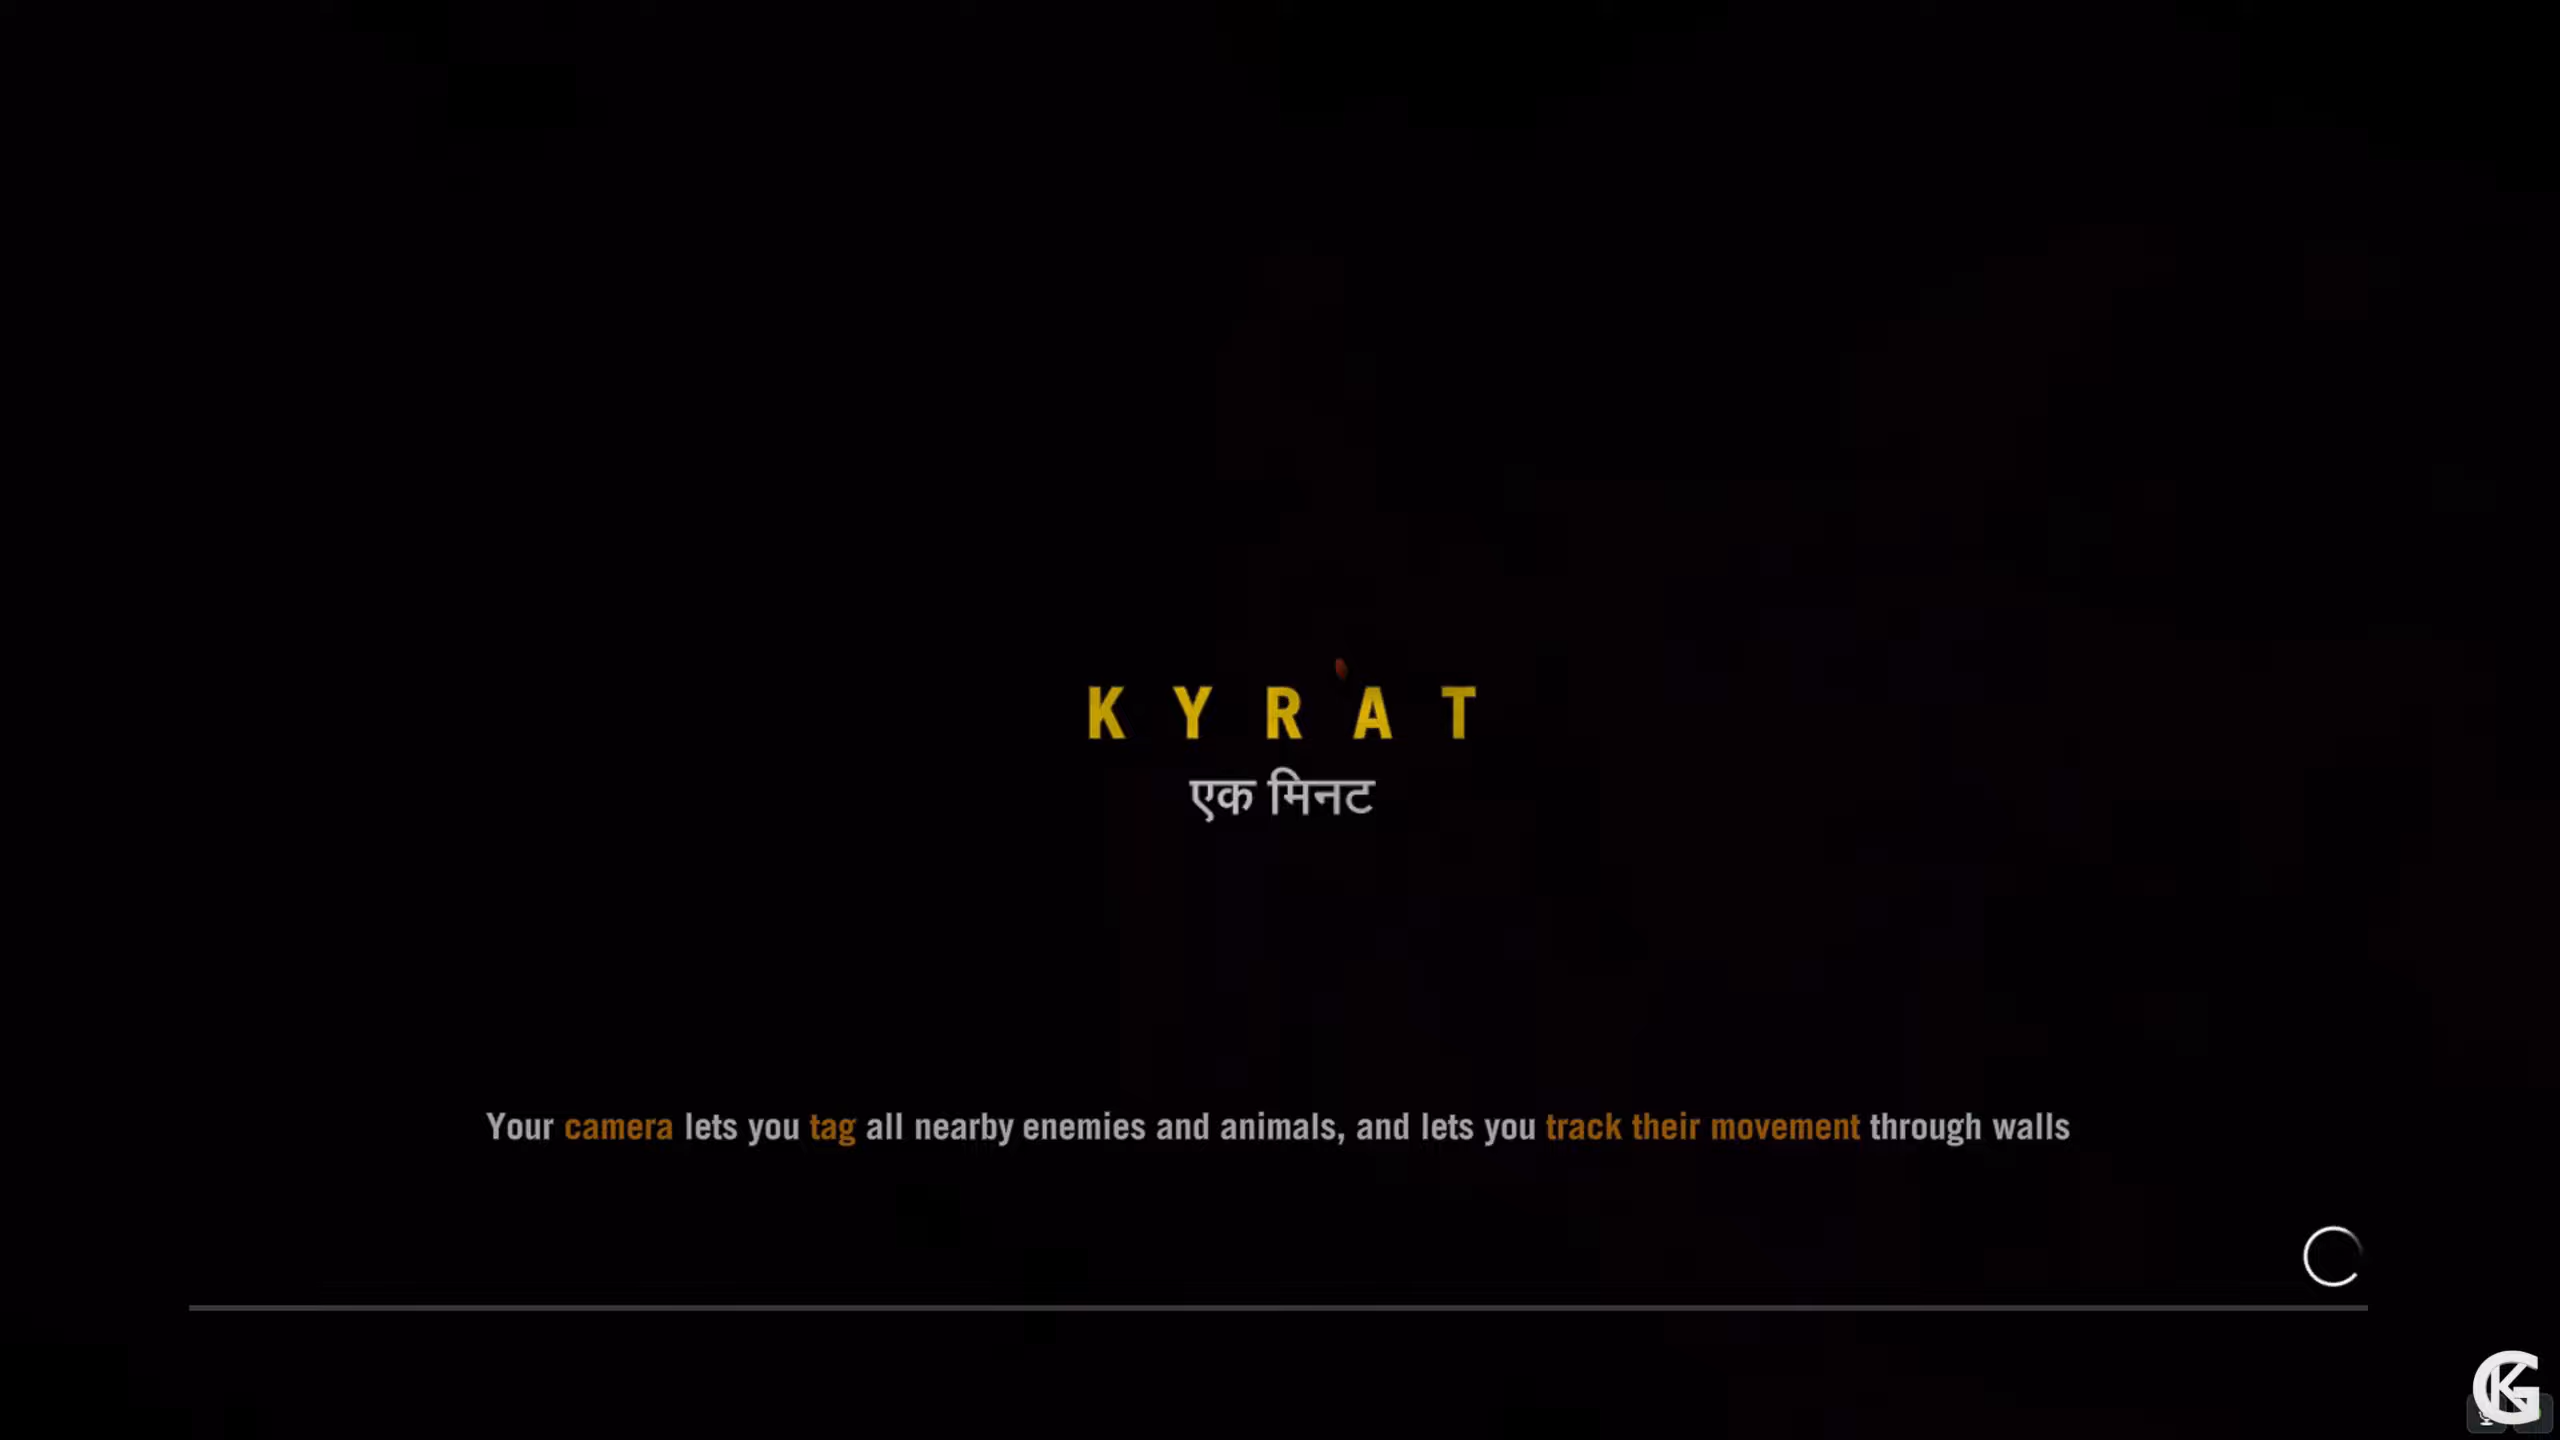 KYRAT
एक मिनट
Your camera lets you tag all nearby enemies and animals, and lets you track their movement through walls